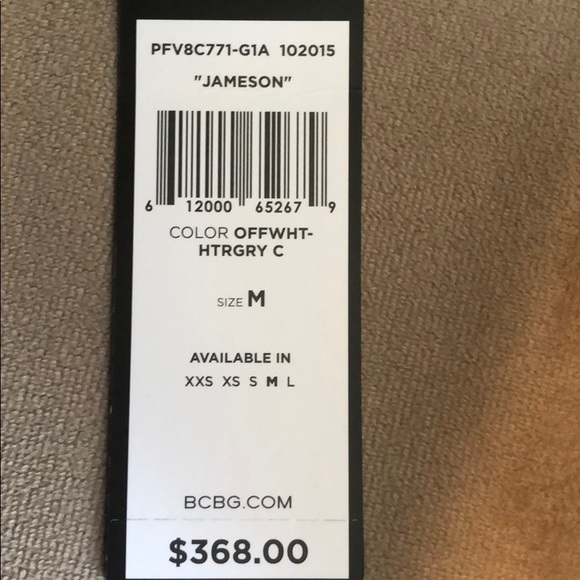 PFV8C771-G1A 102015
"JAMESON"
6 12000 65267 9
COLOR OFFWHT-
HTRGRY C
SIZE M
AVAILABLE IN
XXS XS S M L
BCBG.COM
$368.00